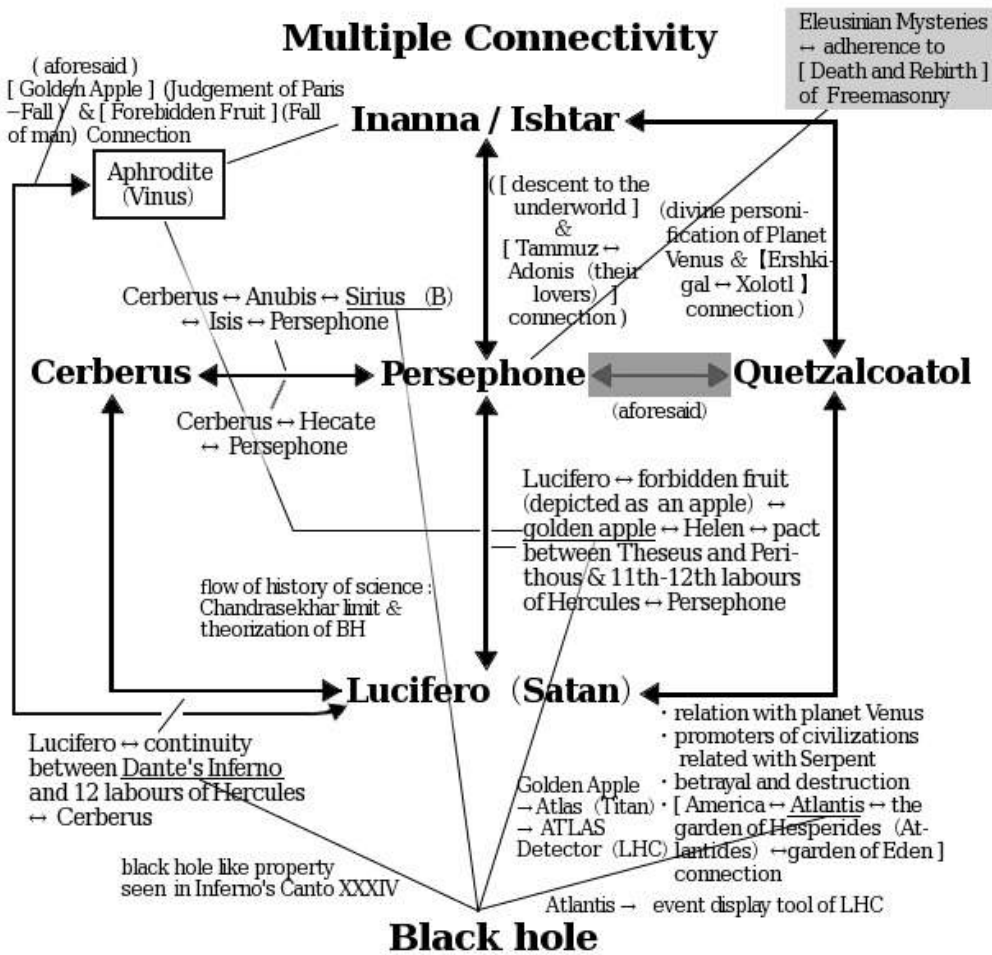 Multiple Connectivity
Eleusinian Mysteries
↔ adherence to
[ Death and Rebirth ]
of Freemasonry
( aforesaid )
[ Golden Apple ] (Judgement of Paris
–Fall ) & [ Forebidden Fruit ] (Fall
of man) Connection
Inanna / Ishtar
Aphrodite
(Vinus)
( [ descent to the
underworld ]
&
[ Tammuz ↔
Adonis (their
lovers) ]
connection )
(divine personi-
fication of Planet
Venus & 【Ershki-
gal ↔ Xolotl 】
connection )
Cerberus ↔ Anubis ↔ Sirius (B)
↔ Isis ↔ Persephone
Cerberus
Persephone
Quetzalcoatol
(aforesaid)
Cerberus ↔ Hecate
↔ Persephone
Lucifero ↔ forbidden fruit
(depicted as an apple) ↔
golden apple ↔ Helen ↔ pact
between Theseus and Peri-
thous & 11th-12th labours
of Hercules ↔ Persephone
flow of history of science :
Chandrasekhar limit &
theorization of BH
Lucifero (Satan)
Lucifero ↔ continuity
between Dante's Inferno
and 12 labours of Hercules
↔ Cerberus
· relation with planet Venus
· promoters of civilizations
related with Serpent
· betrayal and destruction
· [ America ↔ Atlantis ↔ the
garden of Hesperides (At-
lantides) ↔garden of Eden ]
connection
Golden Apple
→ Atlas (Titan)
→ ATLAS
Detector (LHC)
black hole like property
seen in Inferno's Canto XXXIV
Atlantis → event display tool of LHC
Black hole